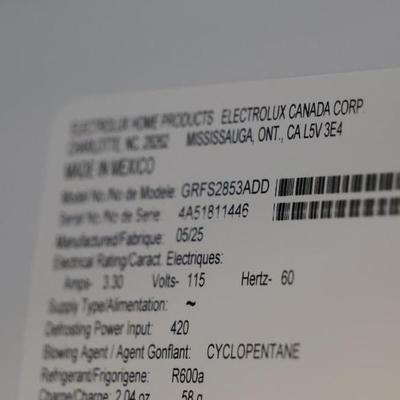 ELECTROLUX HOME PRODUCTS ELECTROLUX CANADA CORP.
CHARLOTTE, NC, 28262 MISSISSAUGA, ONT., CA L5V 3E4
MADE IN MEXICO
Model No./No de Modele: GRFS2853ADD
Serial No./No de Serie: 4A51811446
Manufactured/Fabrique: 05/25
Electrical Rating/Caract. Electriques:
Amps- 3.30 Volts- 115 Hertz- 60
Supply Type/Alimentation: ~
Defrosting Power Input: 420
Blowing Agent / Agent Gonflant: CYCLOPENTANE
Refrigerant/Frigorigene: R600a
Charge/Charge: 2.04 oz 58 g